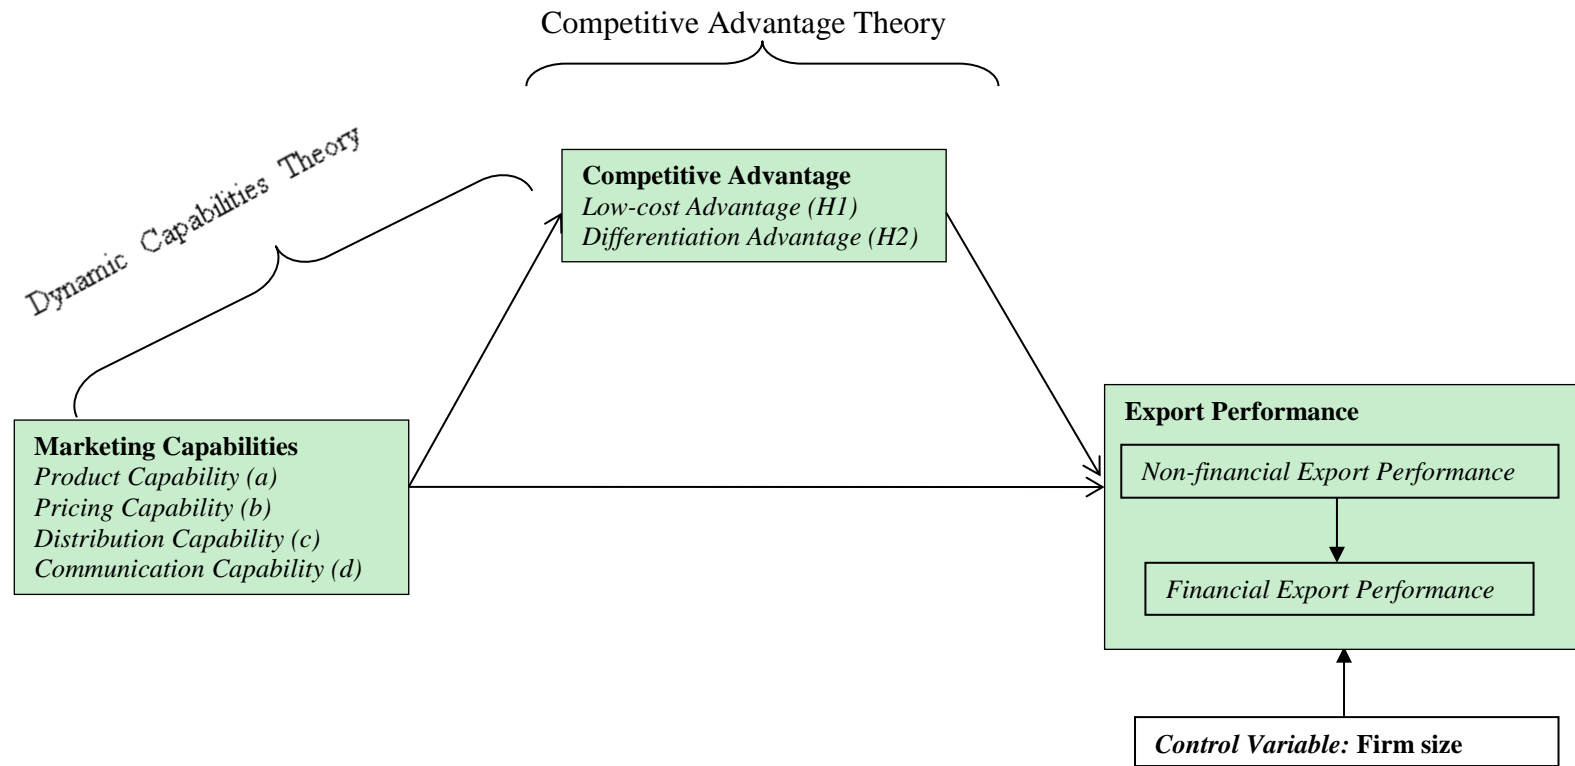 Competitive Advantage Theory
Dynamic Capabilities Theory
Competitive Advantage
Low-cost Advantage (H1)
Differentiation Advantage (H2)
Marketing Capabilities
Product Capability (a)
Pricing Capability (b)
Distribution Capability (c)
Communication Capability (d)
Export Performance
Non-financial Export Performance
Financial Export Performance
Control Variable: Firm size